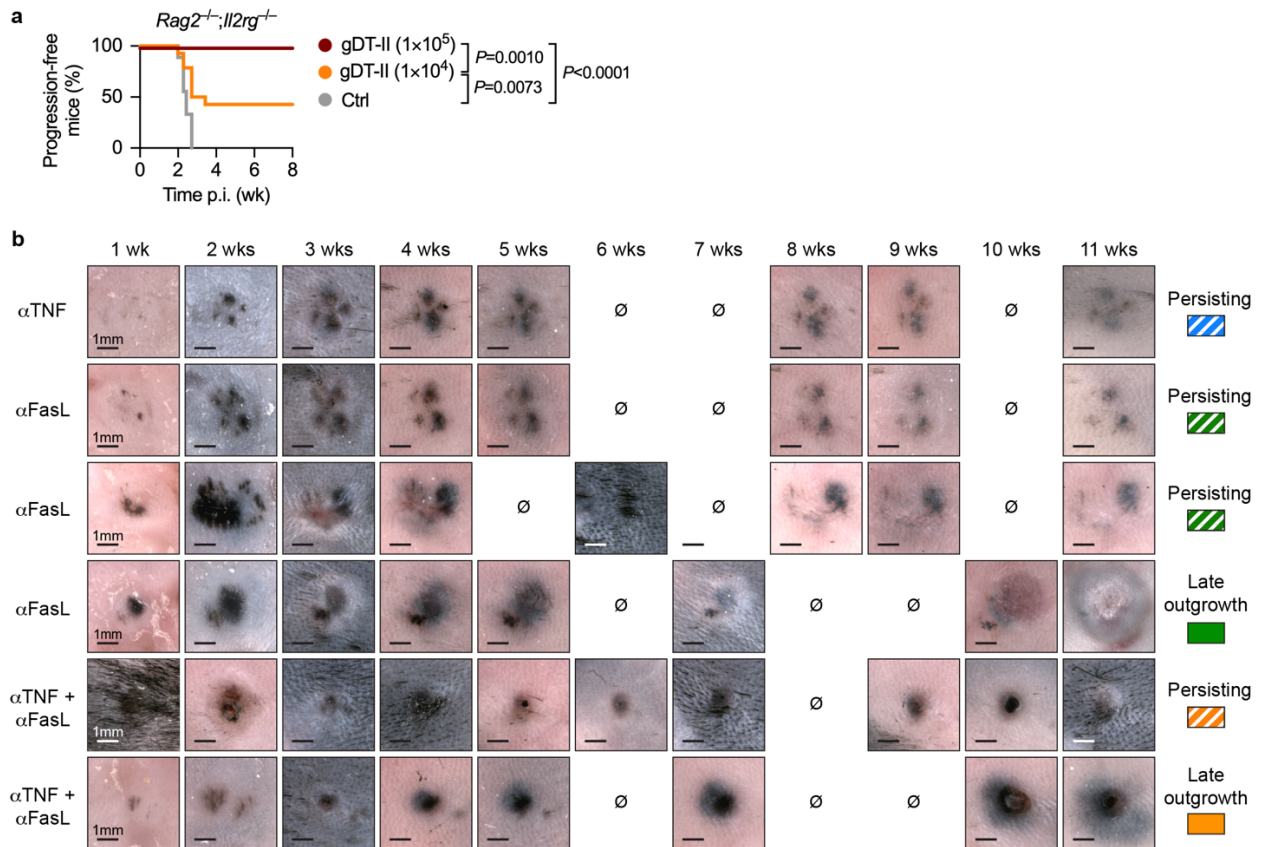 a
Rag2–/–;Il2rg–/–
Progression-free
mice (%)
100
50
0
0 2 4 6 8
Time p.i. (wk)
gDT-II (1×10⁵)
gDT-II (1×10⁴)
Ctrl
P=0.0010
P=0.0073
P<0.0001
b
1 wk 2 wks 3 wks 4 wks 5 wks 6 wks 7 wks 8 wks 9 wks 10 wks 11 wks
αTNF 1mm Ø Ø Ø Persisting
αFasL 1mm Ø Ø Ø Persisting
αFasL 1mm Ø Ø Ø Persisting
αFasL 1mm Ø Ø Ø Late
outgrowth
αTNF +
αFasL 1mm Ø Persisting
αTNF +
αFasL 1mm Ø Ø Ø Late
outgrowth